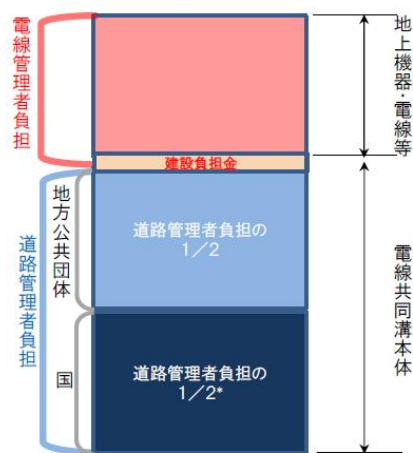 電線管理者負担
地上機器・電線等
建設負担金
道路管理者負担
地方公共団体
道路管理者負担の
1／2
電線共同溝本体
国
道路管理者負担の
1／2*